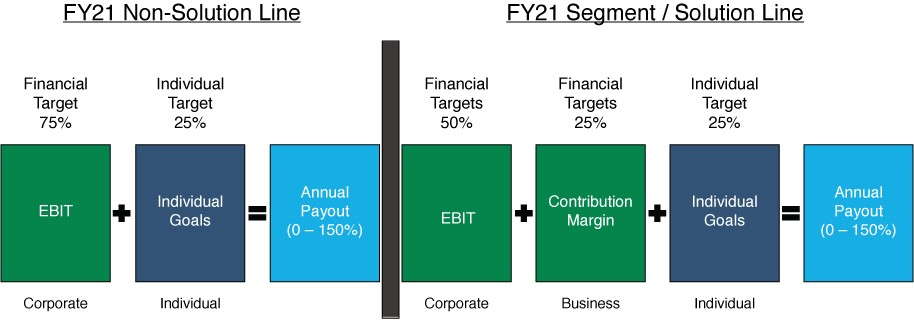 FY21 Non-Solution Line
Financial
Target
75%
Individual
Target
25%
EBIT
+
Individual
Goals
=
Annual
Payout
(0 – 150%)
Corporate
Individual
FY21 Segment / Solution Line
Financial
Targets
50%
Financial
Targets
25%
Individual
Target
25%
EBIT
+
Contribution
Margin
+
Individual
Goals
=
Annual
Payout
(0 – 150%)
Corporate
Business
Individual